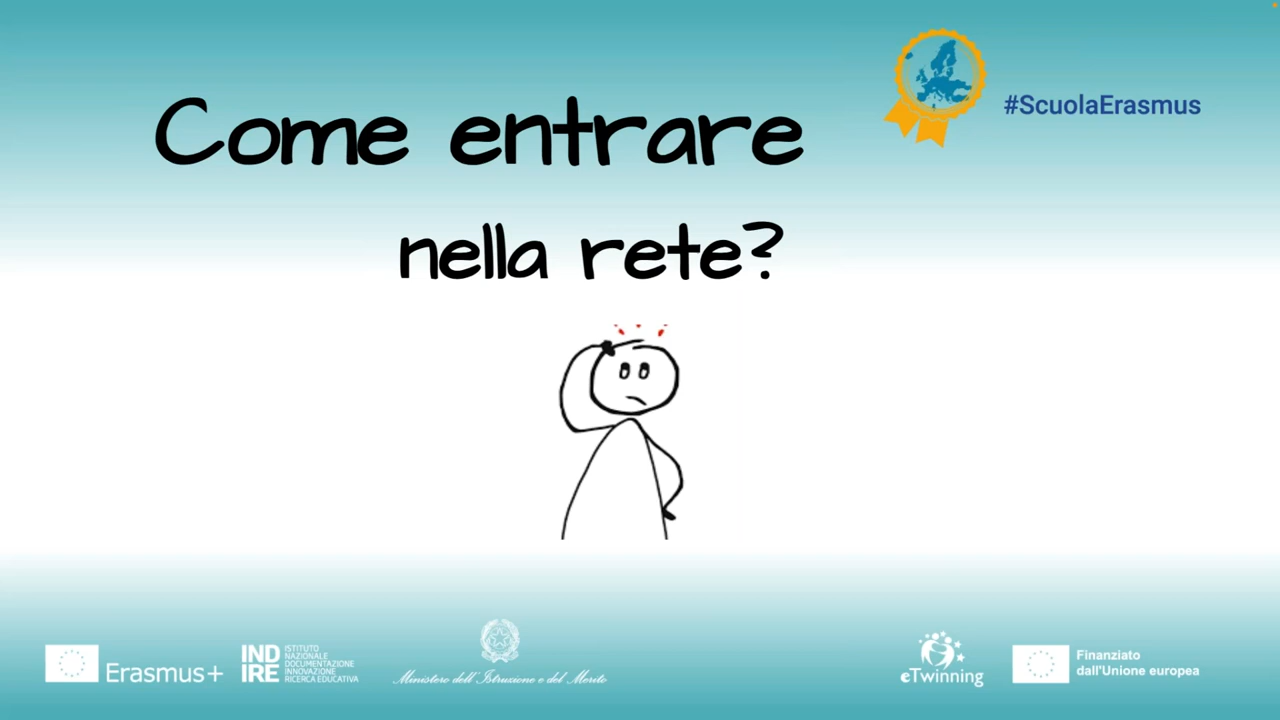 Come entrare
nella rete?
#ScuolaErasmus
Erasmus+
INDIRE
ISTITUTO
NAZIONALE
DOCUMENTAZIONE
INNOVAZIONE
RICERCA EDUCATIVA
Ministero dell'Istruzione e del Merito
eTwinning
Finanziato
dall'Unione europea